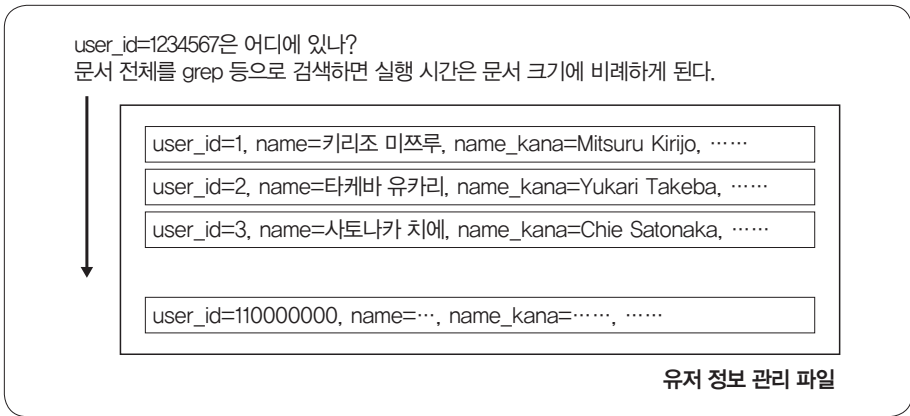 user_id=1234567은 어디에 있나?
문서 전체를 grep 등으로 검색하면 실행 시간은 문서 크기에 비례하게 된다.
user_id=1, name=키리조 미쯔루, name_kana=Mitsuru Kirijo, ……
user_id=2, name=타케바 유카리, name_kana=Yukari Takeba, ……
user_id=3, name=사토나카 치에, name_kana=Chie Satonaka, ……
user_id=110000000, name=…, name_kana=……, ……
유저 정보 관리 파일